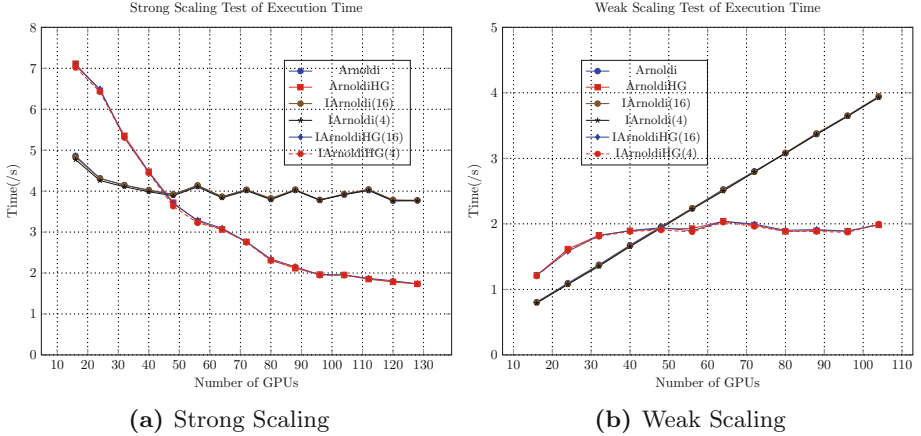 Strong Scaling Test of Execution Time
8
7
6
5
4
3
2
1
0
Time(/s)
Arnoldi
ArnoldiHG
IArnoldi(16)
IArnoldi(4)
IArnoldiHG(16)
IArnoldiHG(4)
10 20 30 40 50 60 70 80 90 100 110 120 130
Number of GPUs
(a) Strong Scaling
Weak Scaling Test of Execution Time
5
4
3
2
1
0
Time(/s)
Arnoldi
ArnoldiHG
IArnoldi(16)
IArnoldi(4)
IArnoldiHG(16)
IArnoldiHG(4)
10 20 30 40 50 60 70 80 90 100 110
Number of GPUs
(b) Weak Scaling